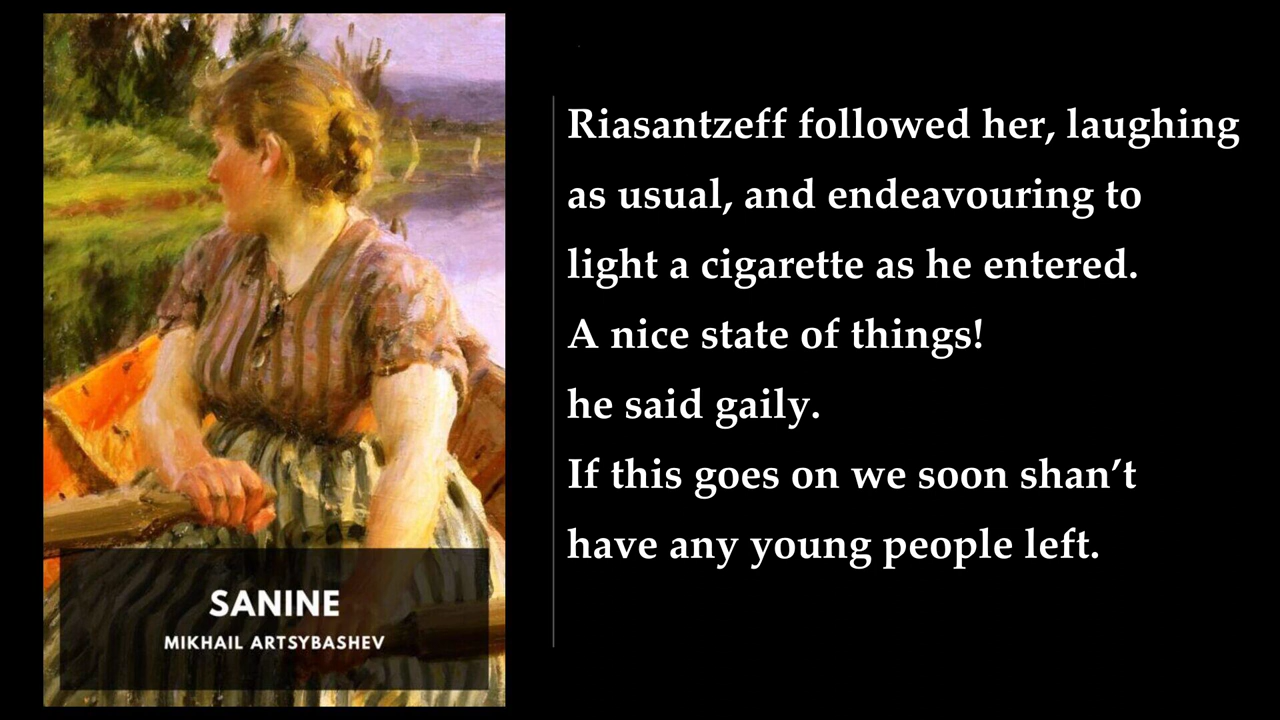 SANINE
MIKHAIL ARTSYBASHEV
Riasantzeff followed her, laughing
as usual, and endeavouring to
light a cigarette as he entered.
A nice state of things!
he said gaily.
If this goes on we soon shan’t
have any young people left.